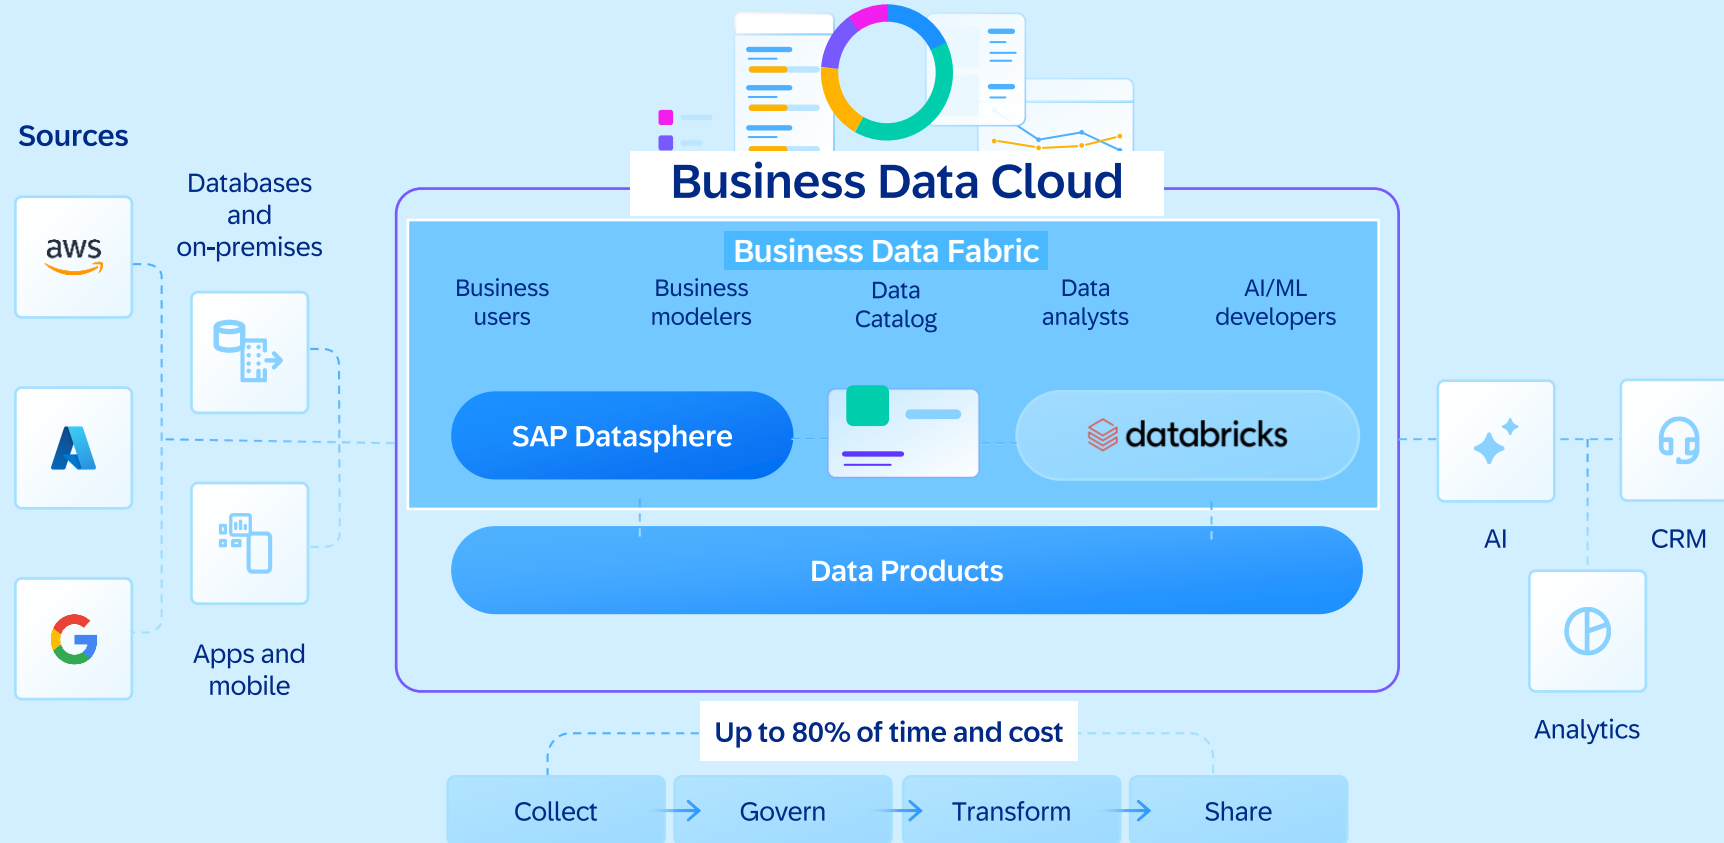 Business Data Cloud
Sources
Databases
and
on-premises
aws
Apps and
mobile
Business Data Fabric
Business
users
Business
modelers
Data
Catalog
Data
analysts
AI/ML
developers
SAP Datasphere
databricks
Data Products
AI
CRM
Analytics
Up to 80% of time and cost
Collect
Govern
Transform
Share